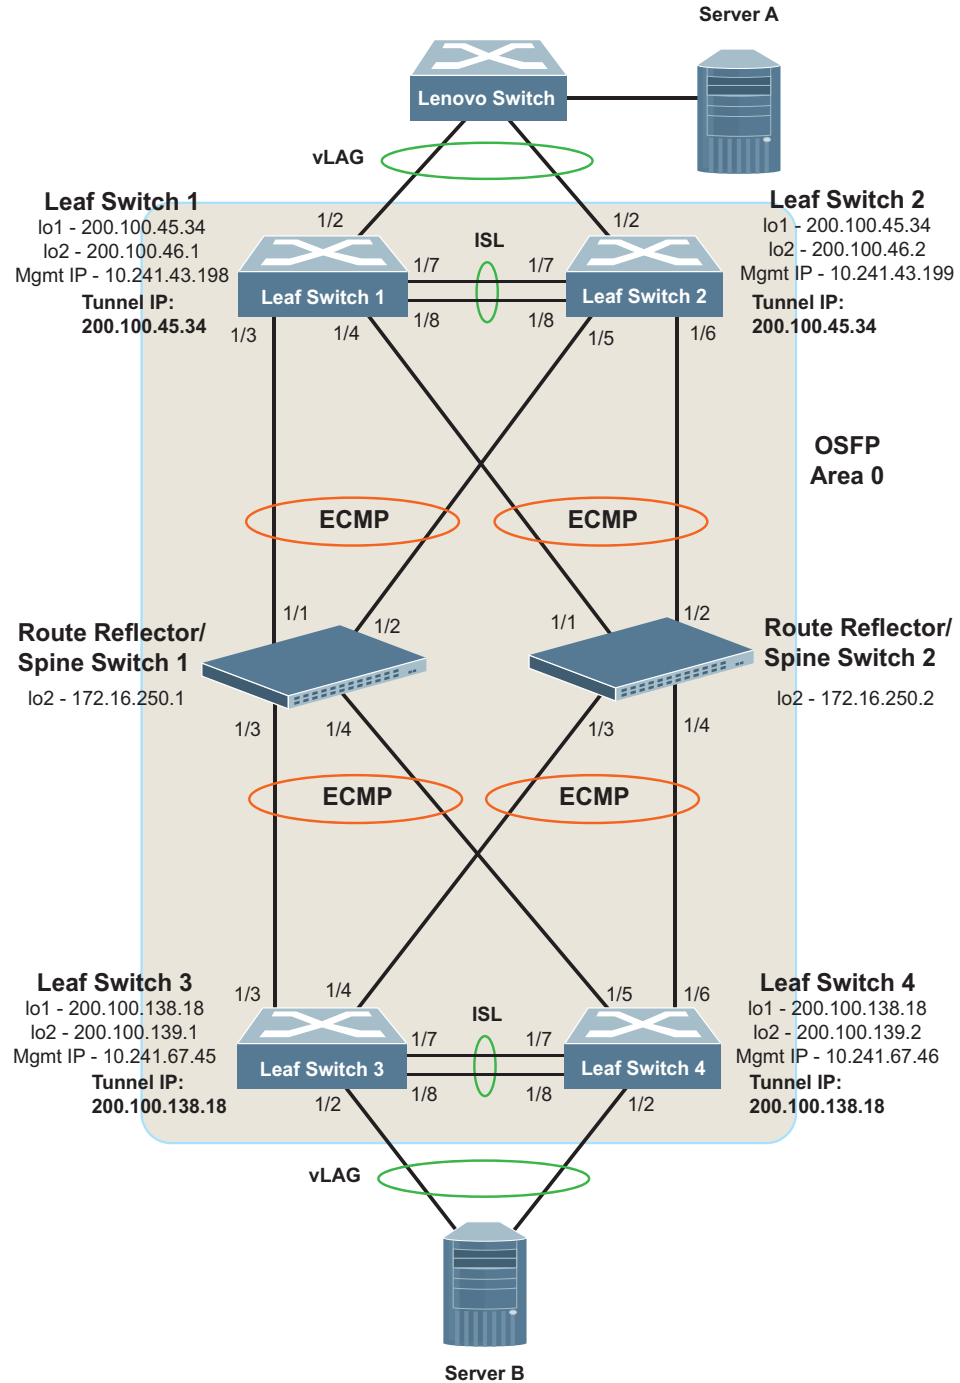 Server A
Lenovo Switch
vLAG
Leaf Switch 1
lo1 - 200.100.45.34
lo2 - 200.100.46.1
Mgmt IP - 10.241.43.198
Tunnel IP:
200.100.45.34
Leaf Switch 2
lo1 - 200.100.45.34
lo2 - 200.100.46.2
Mgmt IP - 10.241.43.199
Tunnel IP:
200.100.45.34
1/2
1/2
ISL
1/7
1/7
Leaf Switch 1
Leaf Switch 2
1/8
1/8
1/3
1/4
1/5
1/6
OSFP
Area 0
ECMP
ECMP
1/1
1/2
1/1
1/2
Route Reflector/
Spine Switch 1
lo2 - 172.16.250.1
Route Reflector/
Spine Switch 2
lo2 - 172.16.250.2
1/3
1/4
1/3
1/4
ECMP
ECMP
Leaf Switch 3
lo1 - 200.100.138.18
lo2 - 200.100.139.1
Mgmt IP - 10.241.67.45
Tunnel IP:
200.100.138.18
Leaf Switch 4
lo1 - 200.100.138.18
lo2 - 200.100.139.2
Mgmt IP - 10.241.67.46
Tunnel IP:
200.100.138.18
1/3
1/4
1/5
1/6
ISL
1/7
1/7
Leaf Switch 3
Leaf Switch 4
1/8
1/8
1/2
1/2
vLAG
Server B